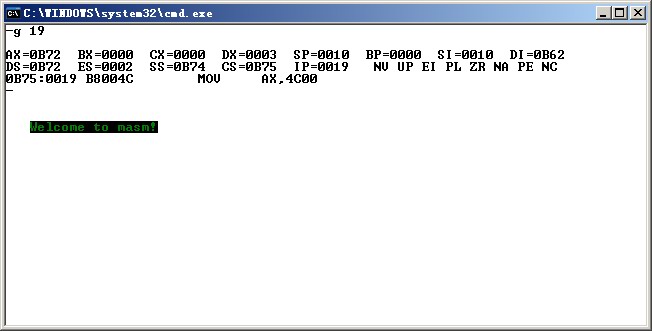 C:\WINDOWS\system32\cmd.exe
-g 19
AX=0B72 BX=0000 CX=0000 DX=0003 SP=0010 BP=0000 SI=0010 DI=0B62
DS=0B72 ES=0002 SS=0B74 CS=0B75 IP=0019 NV UP EI PL ZR NA PE NC
0B75:0019 B8004C MOV AX,4C00
-
Welcome to masm!